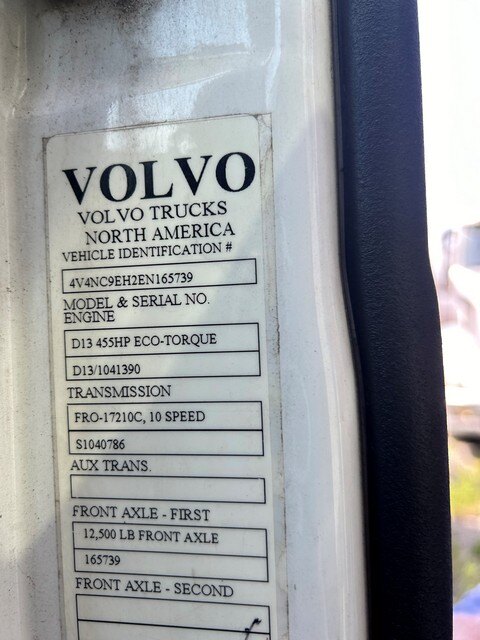 VOLVO
VOLVO TRUCKS
NORTH AMERICA
VEHICLE IDENTIFICATION #
4V4NC9EH2EN165739
MODEL & SERIAL NO.
ENGINE
D13 455HP ECO-TORQUE
D13/1041390
TRANSMISSION
FRO-17210C, 10 SPEED
S1040786
AUX TRANS.
FRONT AXLE - FIRST
12,500 LB FRONT AXLE
165739
FRONT AXLE - SECOND